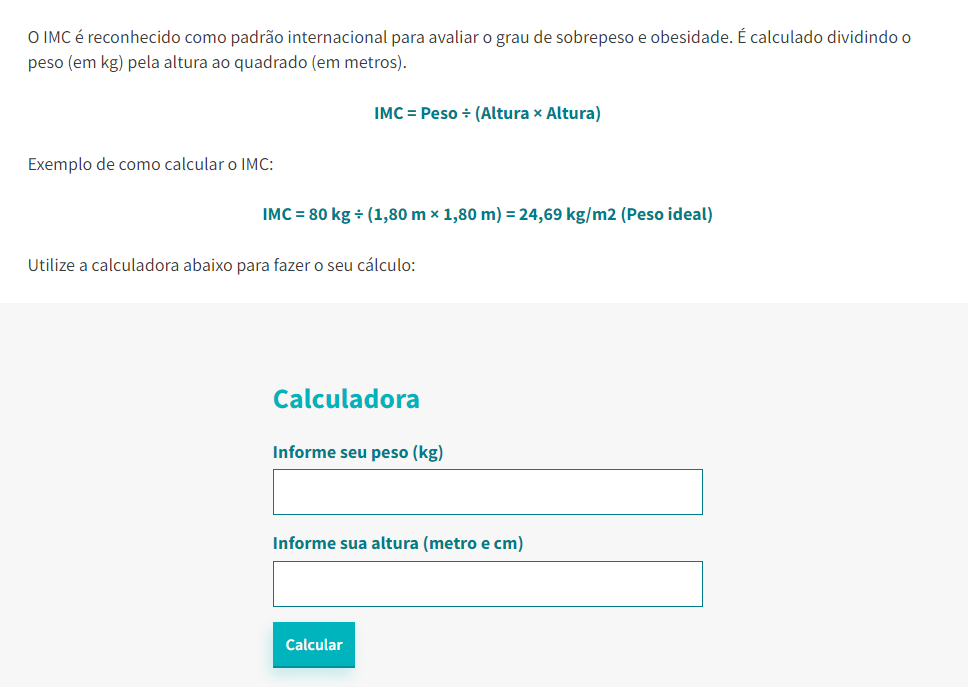 O IMC é reconhecido como padrão internacional para avaliar o grau de sobrepeso e obesidade. É calculado dividindo o
peso (em kg) pela altura ao quadrado (em metros).
IMC = Peso ÷ (Altura × Altura)
Exemplo de como calcular o IMC:
IMC = 80 kg ÷ (1,80 m × 1,80 m) = 24,69 kg/m2 (Peso ideal)
Utilize a calculadora abaixo para fazer o seu cálculo:
Calculadora
Informe seu peso (kg)
Informe sua altura (metro e cm)
Calcular